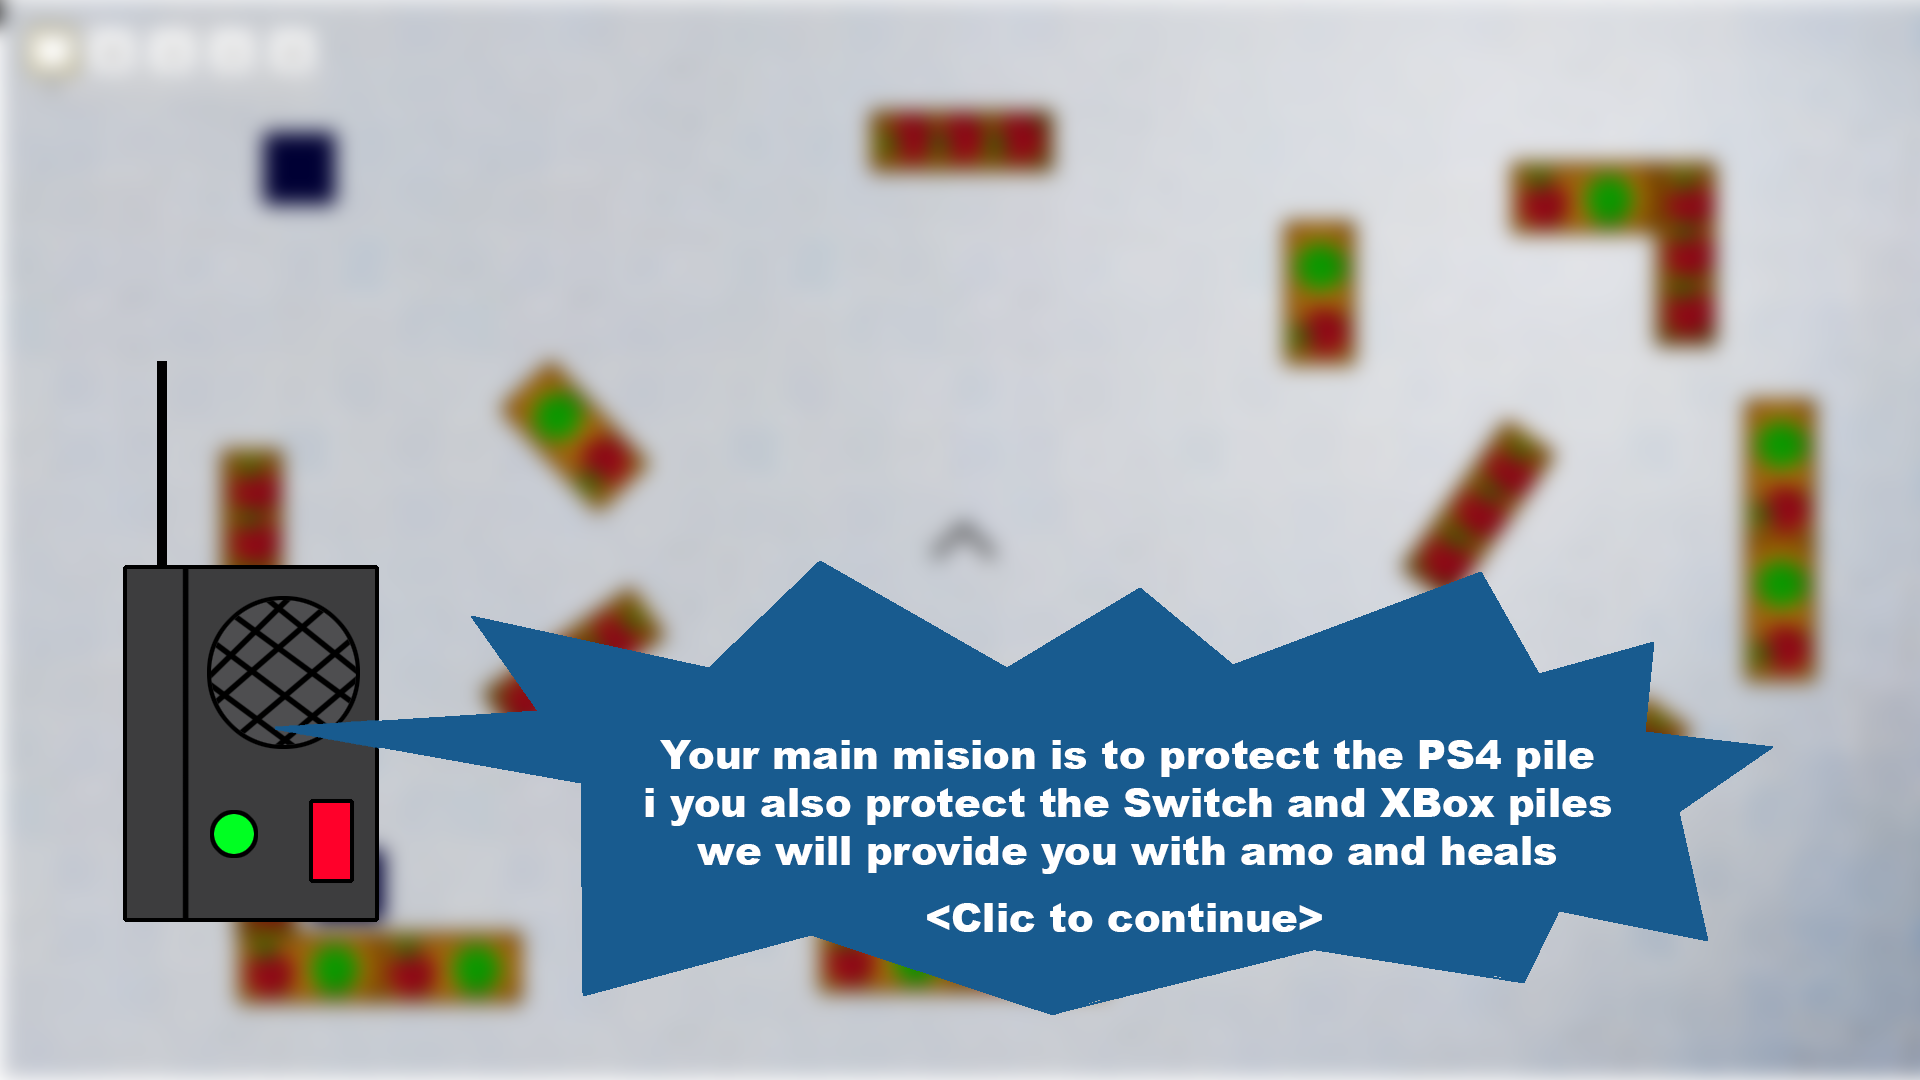 Your main mision is to protect the PS4 pile
i you also protect the Switch and XBox piles
we will provide you with amo and heals
<Clic to continue>